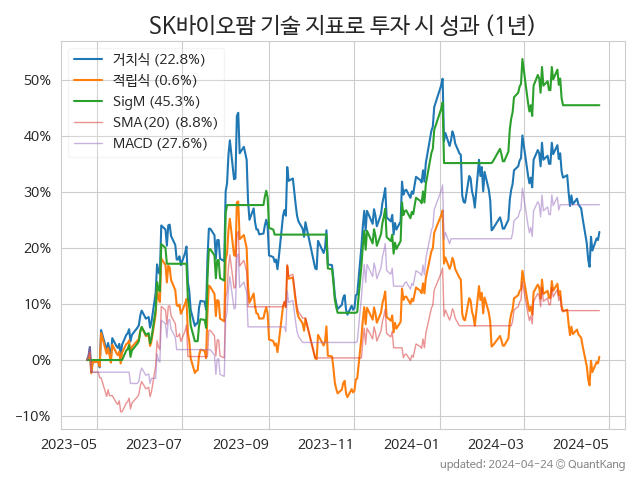 SK바이오팜 기술 지표로 투자 시 성과 (1년)
거치식 (22.8%)
적립식 (0.6%)
SigM (45.3%)
SMA(20) (8.8%)
MACD (27.6%)
50%
40%
30%
20%
10%
0%
−10%
2023-05 2023-07 2023-09 2023-11 2024-01 2024-03 2024-05
updated: 2024-04-24 © QuantKang